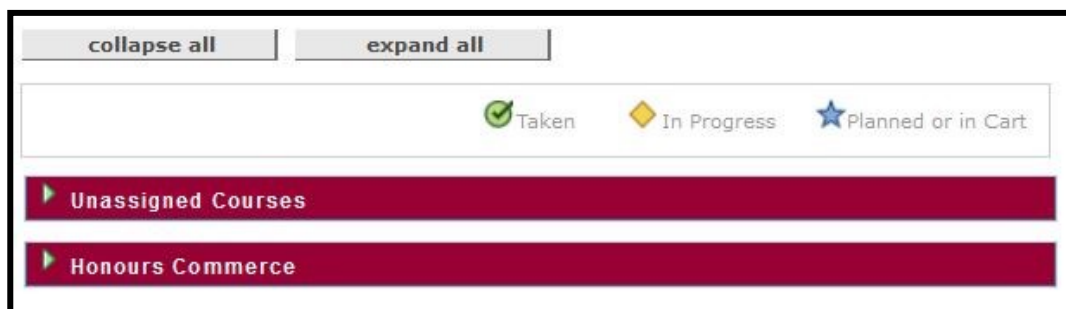 collapse all expand all
Taken In Progress Planned or in Cart
Unassigned Courses
Honours Commerce